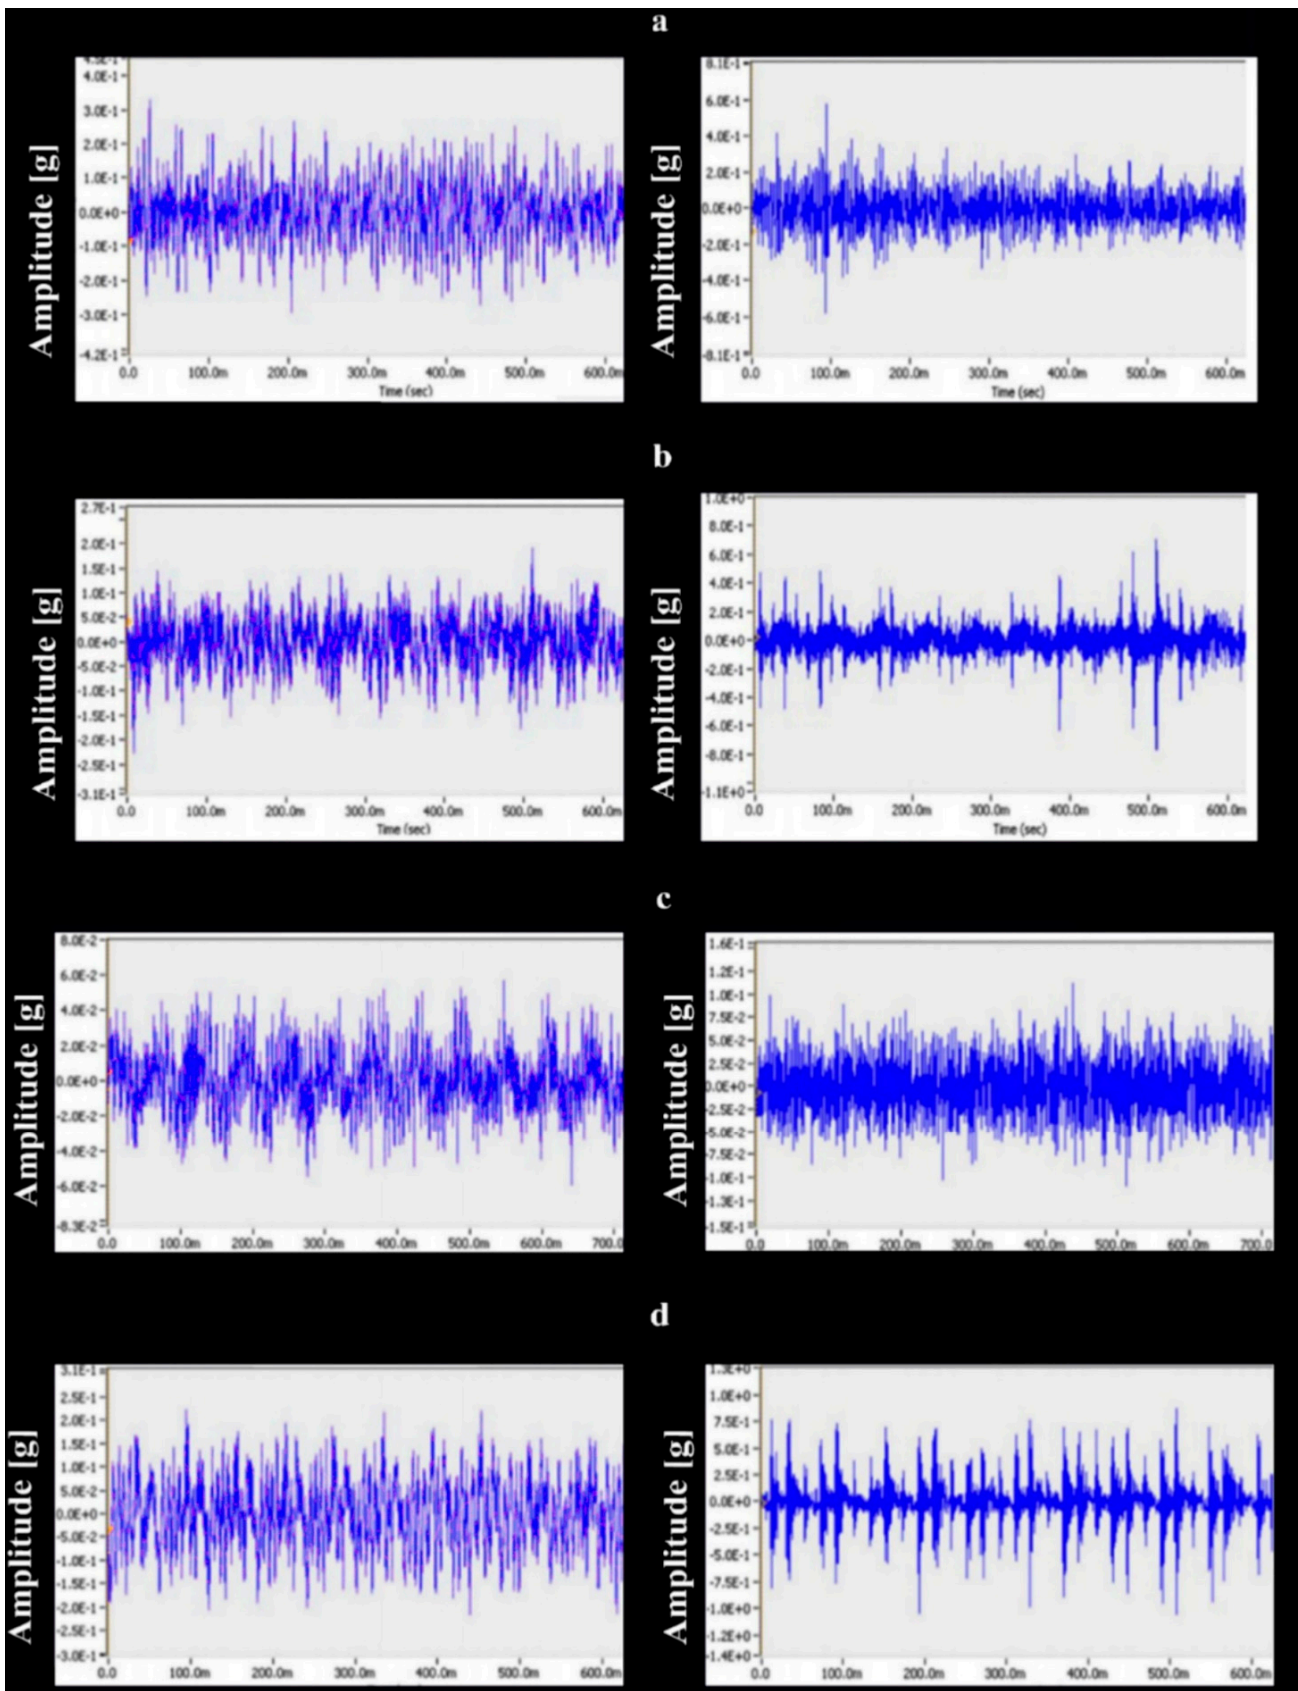 a
Amplitude [g]
4.5E-1
4.0E-1
3.0E-1
2.0E-1
1.0E-1
0.0E+0
-1.0E-1
-2.0E-1
-3.0E-1
-4.2E-1
0.0 100.0m 200.0m 300.0m 400.0m 500.0m 600.0m
Time (sec)
Amplitude [g]
8.1E-1
6.0E-1
4.0E-1
2.0E-1
0.0E+0
-2.0E-1
-4.0E-1
-6.0E-1
-8.1E-1
0.0 100.0m 200.0m 300.0m 400.0m 500.0m 600.0m
Time (sec)
b
Amplitude [g]
2.7E-1
2.0E-1
1.5E-1
1.0E-1
5.0E-2
0.0E+0
-5.0E-2
-1.0E-1
-1.5E-1
-2.0E-1
-2.5E-1
-3.1E-1
0.0 100.0m 200.0m 300.0m 400.0m 500.0m 600.0m
Time (sec)
Amplitude [g]
1.0E+0
8.0E-1
6.0E-1
4.0E-1
2.0E-1
0.0E+0
-2.0E-1
-4.0E-1
-6.0E-1
-8.0E-1
-1.1E+0
0.0 100.0m 200.0m 300.0m 400.0m 500.0m 600.0m
Time (sec)
c
Amplitude [g]
8.0E-2
6.0E-2
4.0E-2
2.0E-2
0.0E+0
-2.0E-2
-4.0E-2
-6.0E-2
-8.3E-2
0.0 100.0m 200.0m 300.0m 400.0m 500.0m 600.0m 700.0
Amplitude [g]
1.6E-1
1.2E-1
1.0E-1
7.5E-2
5.0E-2
2.5E-2
0.0E+0
-2.5E-2
-5.0E-2
-7.5E-2
-1.0E-1
-1.3E-1
-1.5E-1
0.0 100.0m 200.0m 300.0m 400.0m 500.0m 600.0m 700.0
d
Amplitude [g]
3.1E-1
2.5E-1
2.0E-1
1.5E-1
1.0E-1
5.0E-2
0.0E+0
-5.0E-2
-1.0E-1
-1.5E-1
-2.0E-1
-2.5E-1
-3.0E-1
0.0 100.0m 200.0m 300.0m 400.0m 500.0m 600.0m
Amplitude [g]
1.3E+0
1.0E+0
7.5E-1
5.0E-1
2.5E-1
0.0E+0
-2.5E-1
-5.0E-1
-7.5E-1
-1.0E+0
-1.2E+0
-1.4E+0
0.0 100.0m 200.0m 300.0m 400.0m 500.0m 600.0m